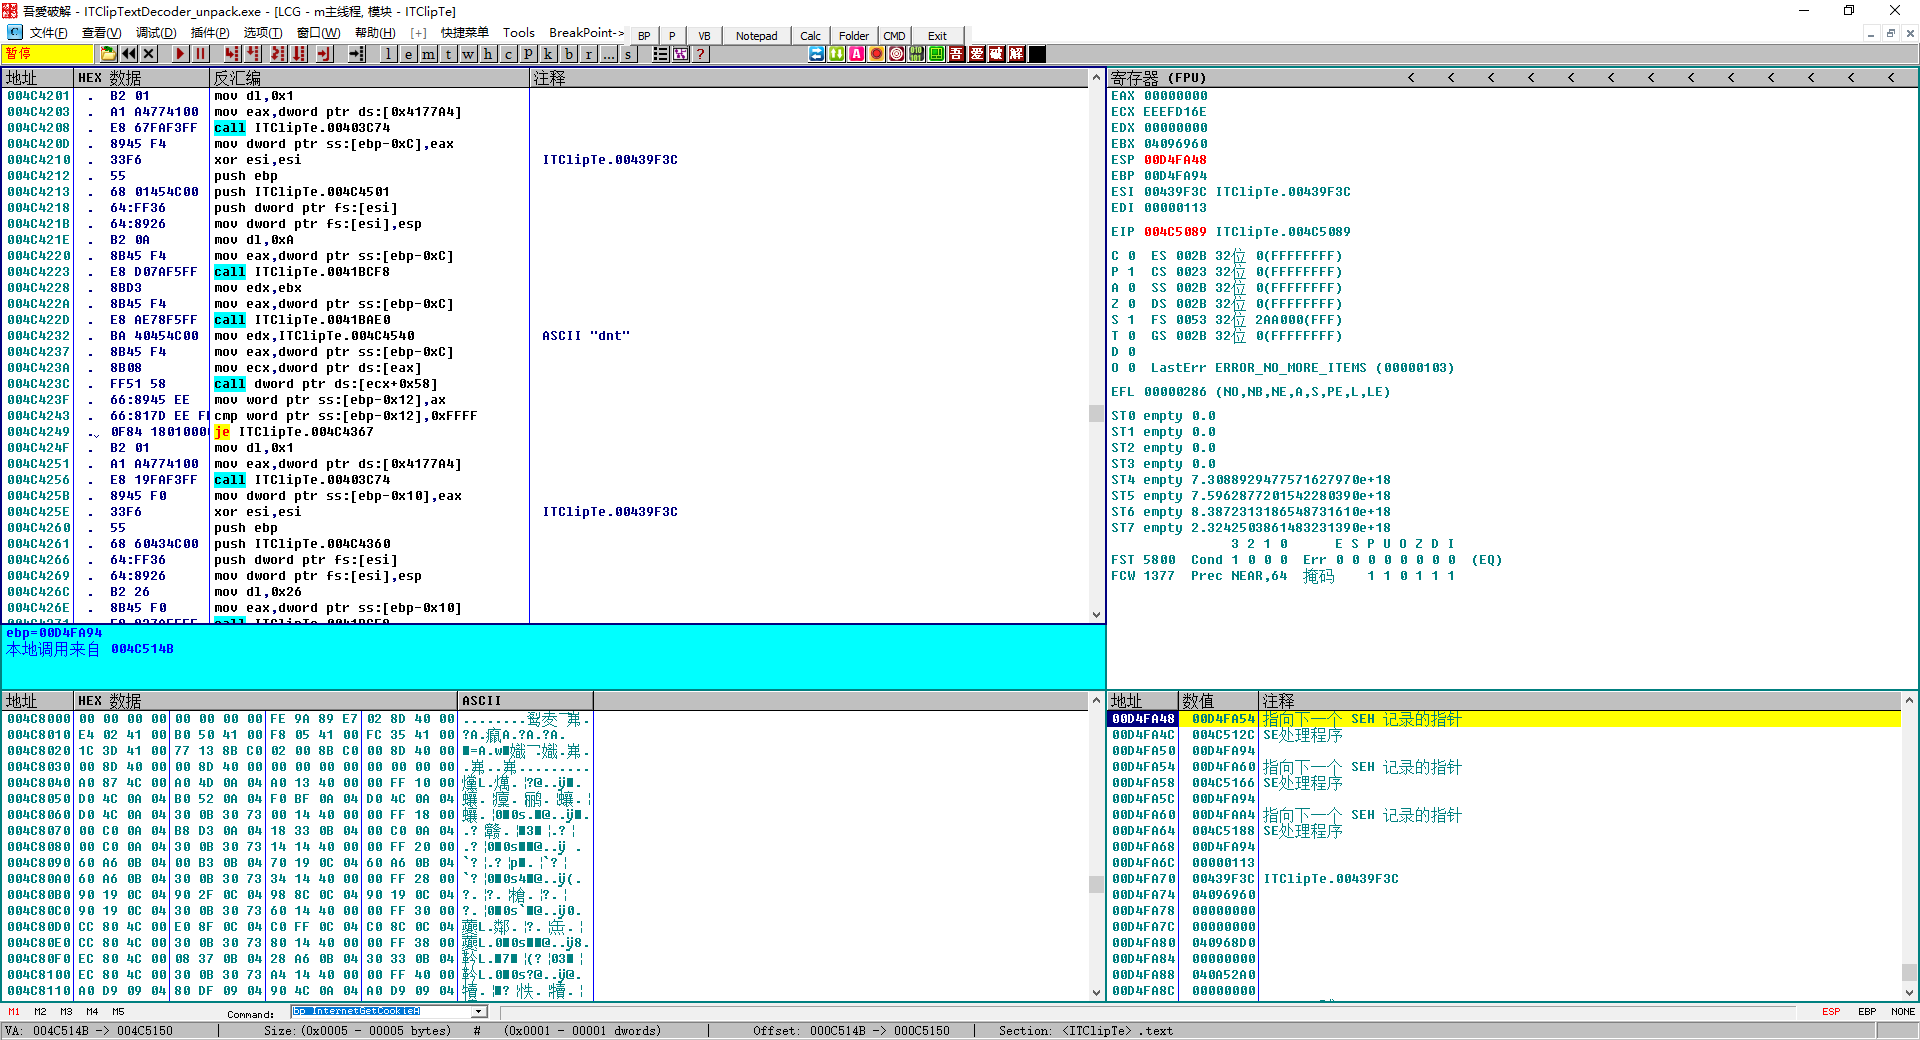 吾愛破解 - ITClipTextDecoder_unpack.exe - [LCG - m主线程, 模块 - ITClipTe]
文件(F) 查看(V) 调试(D) 插件(P) 选项(T) 窗口(W) 帮助(H) [+] 快捷菜单 Tools BreakPoint-> BP P VB Notepad Calc Folder CMD Exit
暂停 l e m t w h c p k b r ... s ? 吾 爱 破 解
地址 HEX 数据 反汇编 注释
004C4201 . B2 01 mov dl,0x1
004C4203 . A1 A4774100 mov eax,dword ptr ds:[0x4177A4]
004C4208 . E8 67FAF3FF call ITClipTe.00403C74
004C420D . 8945 F4 mov dword ptr ss:[ebp-0xC],eax
004C4210 . 33F6 xor esi,esi ITClipTe.00439F3C
004C4212 . 55 push ebp
004C4213 . 68 01454C00 push ITClipTe.004C4501
004C4218 . 64:FF36 push dword ptr fs:[esi]
004C421B . 64:8926 mov dword ptr fs:[esi],esp
004C421E . B2 0A mov dl,0xA
004C4220 . 8B45 F4 mov eax,dword ptr ss:[ebp-0xC]
004C4223 . E8 D07AF5FF call ITClipTe.0041BCF8
004C4228 . 8BD3 mov edx,ebx
004C422A . 8B45 F4 mov eax,dword ptr ss:[ebp-0xC]
004C422D . E8 AE78F5FF call ITClipTe.0041BAE0
004C4232 . BA 40454C00 mov edx,ITClipTe.004C4540 ASCII "dnt"
004C4237 . 8B45 F4 mov eax,dword ptr ss:[ebp-0xC]
004C423A . 8B08 mov ecx,dword ptr ds:[eax]
004C423C . FF51 58 call dword ptr ds:[ecx+0x58]
004C423F . 66:8945 EE mov word ptr ss:[ebp-0x12],ax
004C4243 . 66:817D EE FI cmp word ptr ss:[ebp-0x12],0xFFFF
004C4249 .v 0F84 18010000 je ITClipTe.004C4367
004C424F . B2 01 mov dl,0x1
004C4251 . A1 A4774100 mov eax,dword ptr ds:[0x4177A4]
004C4256 . E8 19FAF3FF call ITClipTe.00403C74
004C425B . 8945 F0 mov dword ptr ss:[ebp-0x10],eax
004C425E . 33F6 xor esi,esi ITClipTe.00439F3C
004C4260 . 55 push ebp
004C4261 . 68 60434C00 push ITClipTe.004C4360
004C4266 . 64:FF36 push dword ptr fs:[esi]
004C4269 . 64:8926 mov dword ptr fs:[esi],esp
004C426C . B2 26 mov dl,0x26
004C426E . 8B45 F0 mov eax,dword ptr ss:[ebp-0x10]
ebp=00D4FA94
本地调用来自 004C514B
寄存器 (FPU) < < < < < < < < < < < < <
EAX 00000000
ECX EEEFD16E
EDX 00000000
EBX 04096960
ESP 00D4FA48
EBP 00D4FA94
ESI 00439F3C ITClipTe.00439F3C
EDI 00000113
EIP 004C5089 ITClipTe.004C5089
C 0 ES 002B 32位 0(FFFFFFFF)
P 1 CS 0023 32位 0(FFFFFFFF)
A 0 SS 002B 32位 0(FFFFFFFF)
Z 0 DS 002B 32位 0(FFFFFFFF)
S 1 FS 0053 32位 2AA000(FFF)
T 0 GS 002B 32位 0(FFFFFFFF)
D 0
O 0 LastErr ERROR_NO_MORE_ITEMS (00000103)
EFL 00000286 (NO,NB,NE,A,S,PE,L,LE)
ST0 empty 0.0
ST1 empty 0.0
ST2 empty 0.0
ST3 empty 0.0
ST4 empty 7.3088929477571627970e+18
ST5 empty 7.5962877201542280390e+18
ST6 empty 8.3872313186548731610e+18
ST7 empty 2.3242503861483231390e+18
3 2 1 0 E S P U O Z D I
FST 5800 Cond 1 0 0 0 Err 0 0 0 0 0 0 0 0 (EQ)
FCW 1377 Prec NEAR,64 掩码 1 1 0 1 1 1
地址 HEX 数据 ASCII
004C8000 00 00 00 00 00 00 00 00 FE 9A 89 E7 02 8D 40 00
004C8010 E4 02 41 00 B0 50 41 00 F8 05 41 00 FC 35 41 00
004C8020 1C 3D 41 00 77 13 8B C0 02 00 8B C0 00 8D 40 00
004C8030 00 8D 40 00 00 8D 40 00 00 00 00 00 00 00 00 00
004C8040 A0 87 4C 00 A0 4D 0A 04 A0 13 40 00 00 FF 10 00
004C8050 D0 4C 0A 04 B0 52 0A 04 F0 BF 0A 04 D0 4C 0A 04
004C8060 D0 4C 0A 04 30 0B 30 73 00 14 40 00 00 FF 18 00
004C8070 00 C0 0A 04 B8 D3 0A 04 18 33 0B 04 00 C0 0A 04
004C8080 00 C0 0A 04 30 0B 30 73 14 14 40 00 00 FF 20 00
004C8090 60 A6 0B 04 00 B3 0B 04 70 19 0C 04 60 A6 0B 04
004C80A0 60 A6 0B 04 30 0B 30 73 34 14 40 00 00 FF 28 00
004C80B0 90 19 0C 04 90 2F 0C 04 98 8C 0C 04 90 19 0C 04
004C80C0 90 19 0C 04 30 0B 30 73 60 14 40 00 00 FF 30 00
004C80D0 CC 80 4C 00 E0 8F 0C 04 C0 FF 0C 04 C0 8C 0C 04
004C80E0 CC 80 4C 00 30 0B 30 73 80 14 40 00 00 FF 38 00
004C80F0 EC 80 4C 00 08 37 0B 04 28 A6 0B 04 30 33 0B 04
004C8100 EC 80 4C 00 30 0B 30 73 A4 14 40 00 00 FF 40 00
004C8110 A0 D9 09 04 80 DF 09 04 90 4C 0A 04 A0 D9 09 04
地址 数值 注释
00D4FA48 00D4FA54 指向下一个 SEH 记录的指针
00D4FA4C 004C512C SE处理程序
00D4FA50 00D4FA94
00D4FA54 00D4FA60 指向下一个 SEH 记录的指针
00D4FA58 004C5166 SE处理程序
00D4FA5C 00D4FA94
00D4FA60 00D4FAA4 指向下一个 SEH 记录的指针
00D4FA64 004C5188 SE处理程序
00D4FA68 00D4FA94
00D4FA6C 00000113
00D4FA70 00439F3C ITClipTe.00439F3C
00D4FA74 04096960
00D4FA78 00000000
00D4FA7C 00000000
00D4FA80 040968D0
00D4FA84 00000000
00D4FA88 040A52A0
00D4FA8C 00000000
M1 M2 M3 M4 M5 Command: bp InternetGetCookieA ESP EBP NONE
VA: 004C514B -> 004C5150 | Size:(0x0005 - 00005 bytes) # (0x0001 - 00001 dwords) | Offset: 000C514B -> 000C5150 | Section: <ITClipTe> .text